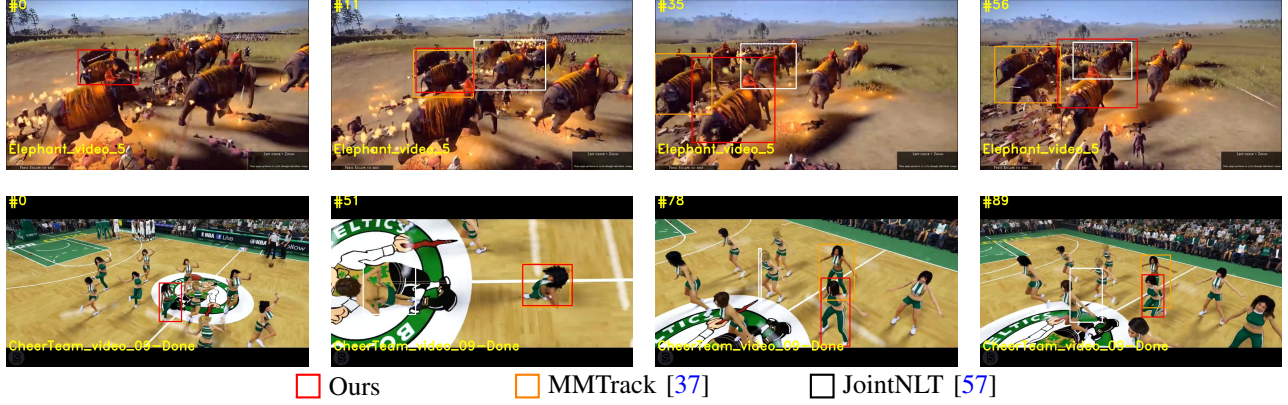 #0
#11
#35
#56
Elephant_video_5
Elephant_video_5
Elephant_video_5
Elephant_video_5
#0
#51
#78
#89
CheerTeam_video_09-Done
CheerTeam_video_09-Done
CheerTeam_video_09-Done
CheerTeam_video_09-Done
Ours
MMTrack [37]
JointNLT [57]